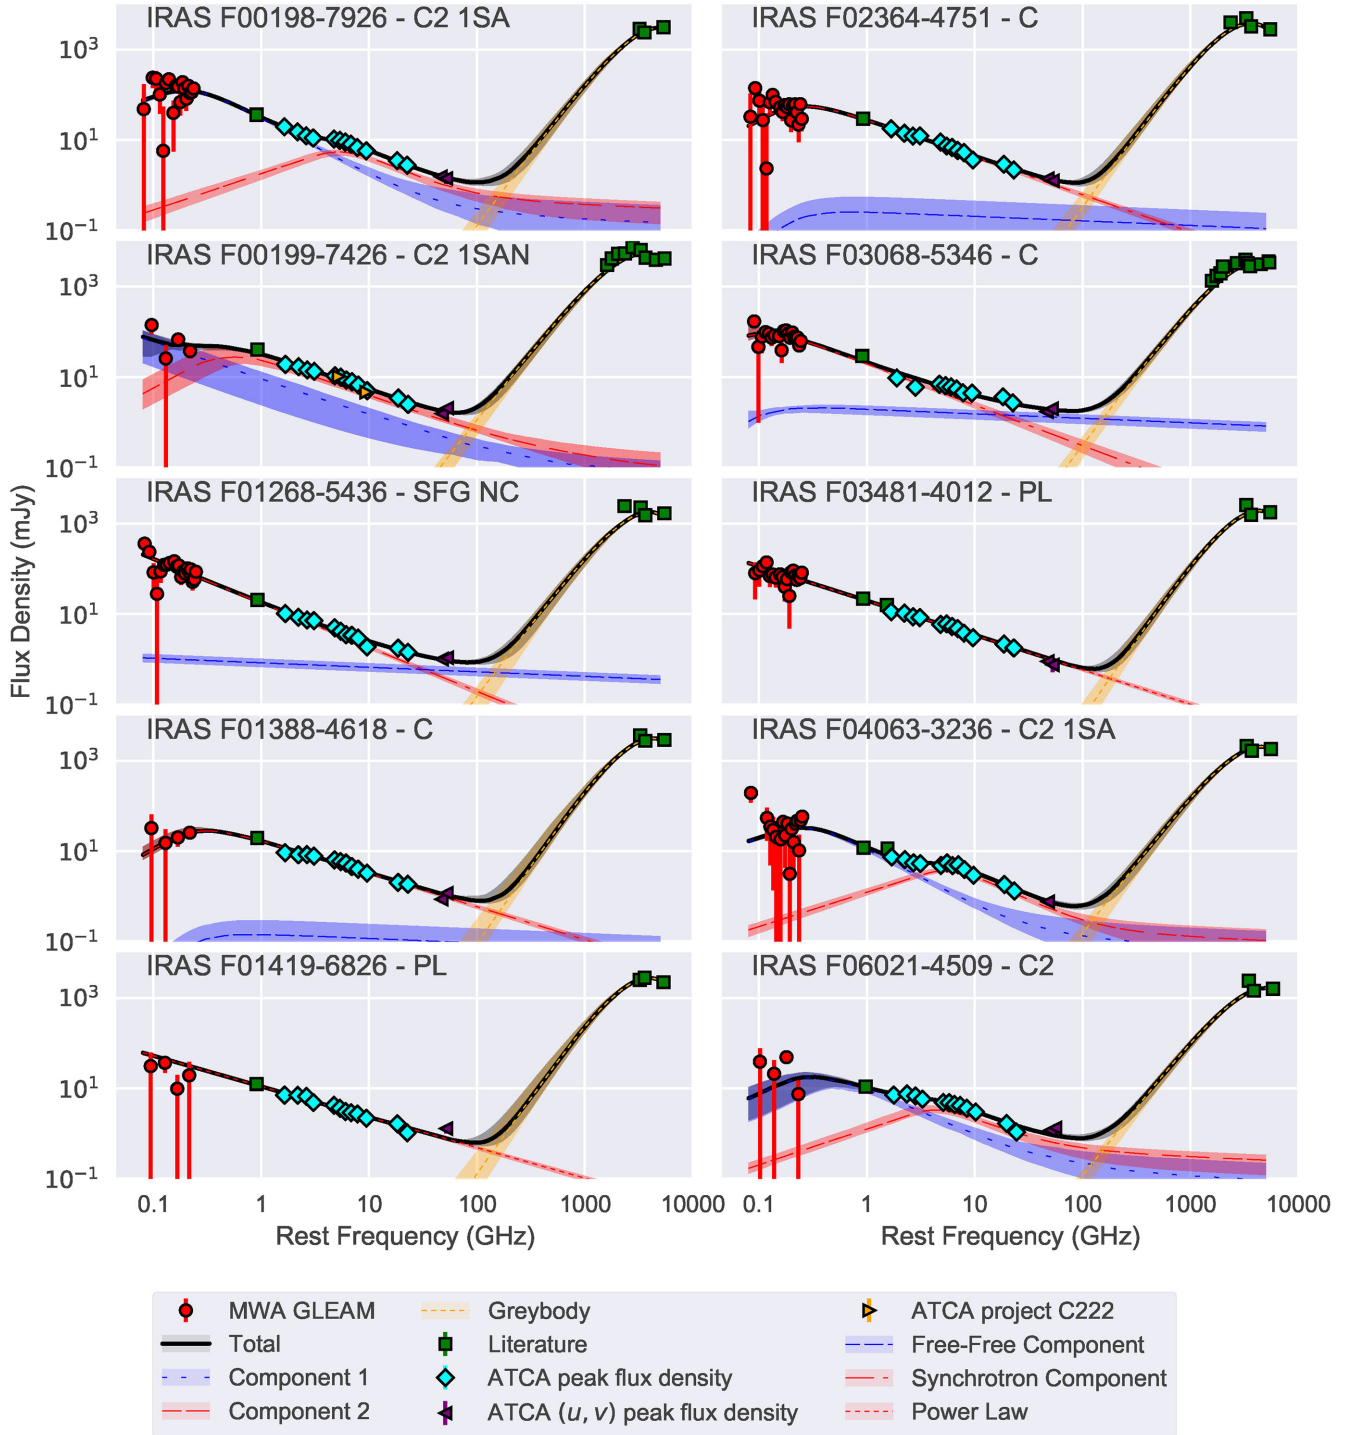 IRAS F00198-7926 - C2 1SA
IRAS F02364-4751 - C
10³
10¹
10⁻¹
IRAS F00199-7426 - C2 1SAN
IRAS F03068-5346 - C
10³
10¹
10⁻¹
IRAS F01268-5436 - SFG NC
IRAS F03481-4012 - PL
10³
10¹
10⁻¹
Flux Density (mJy)
IRAS F01388-4618 - C
IRAS F04063-3236 - C2 1SA
10³
10¹
10⁻¹
IRAS F01419-6826 - PL
IRAS F06021-4509 - C2
10³
10¹
10⁻¹
0.1 1 10 100 1000 10000
0.1 1 10 100 1000 10000
Rest Frequency (GHz)
Rest Frequency (GHz)
MWA GLEAM
Total
Component 1
Component 2
Greybody
Literature
ATCA peak flux density
ATCA (u, v) peak flux density
ATCA project C222
Free-Free Component
Synchrotron Component
Power Law